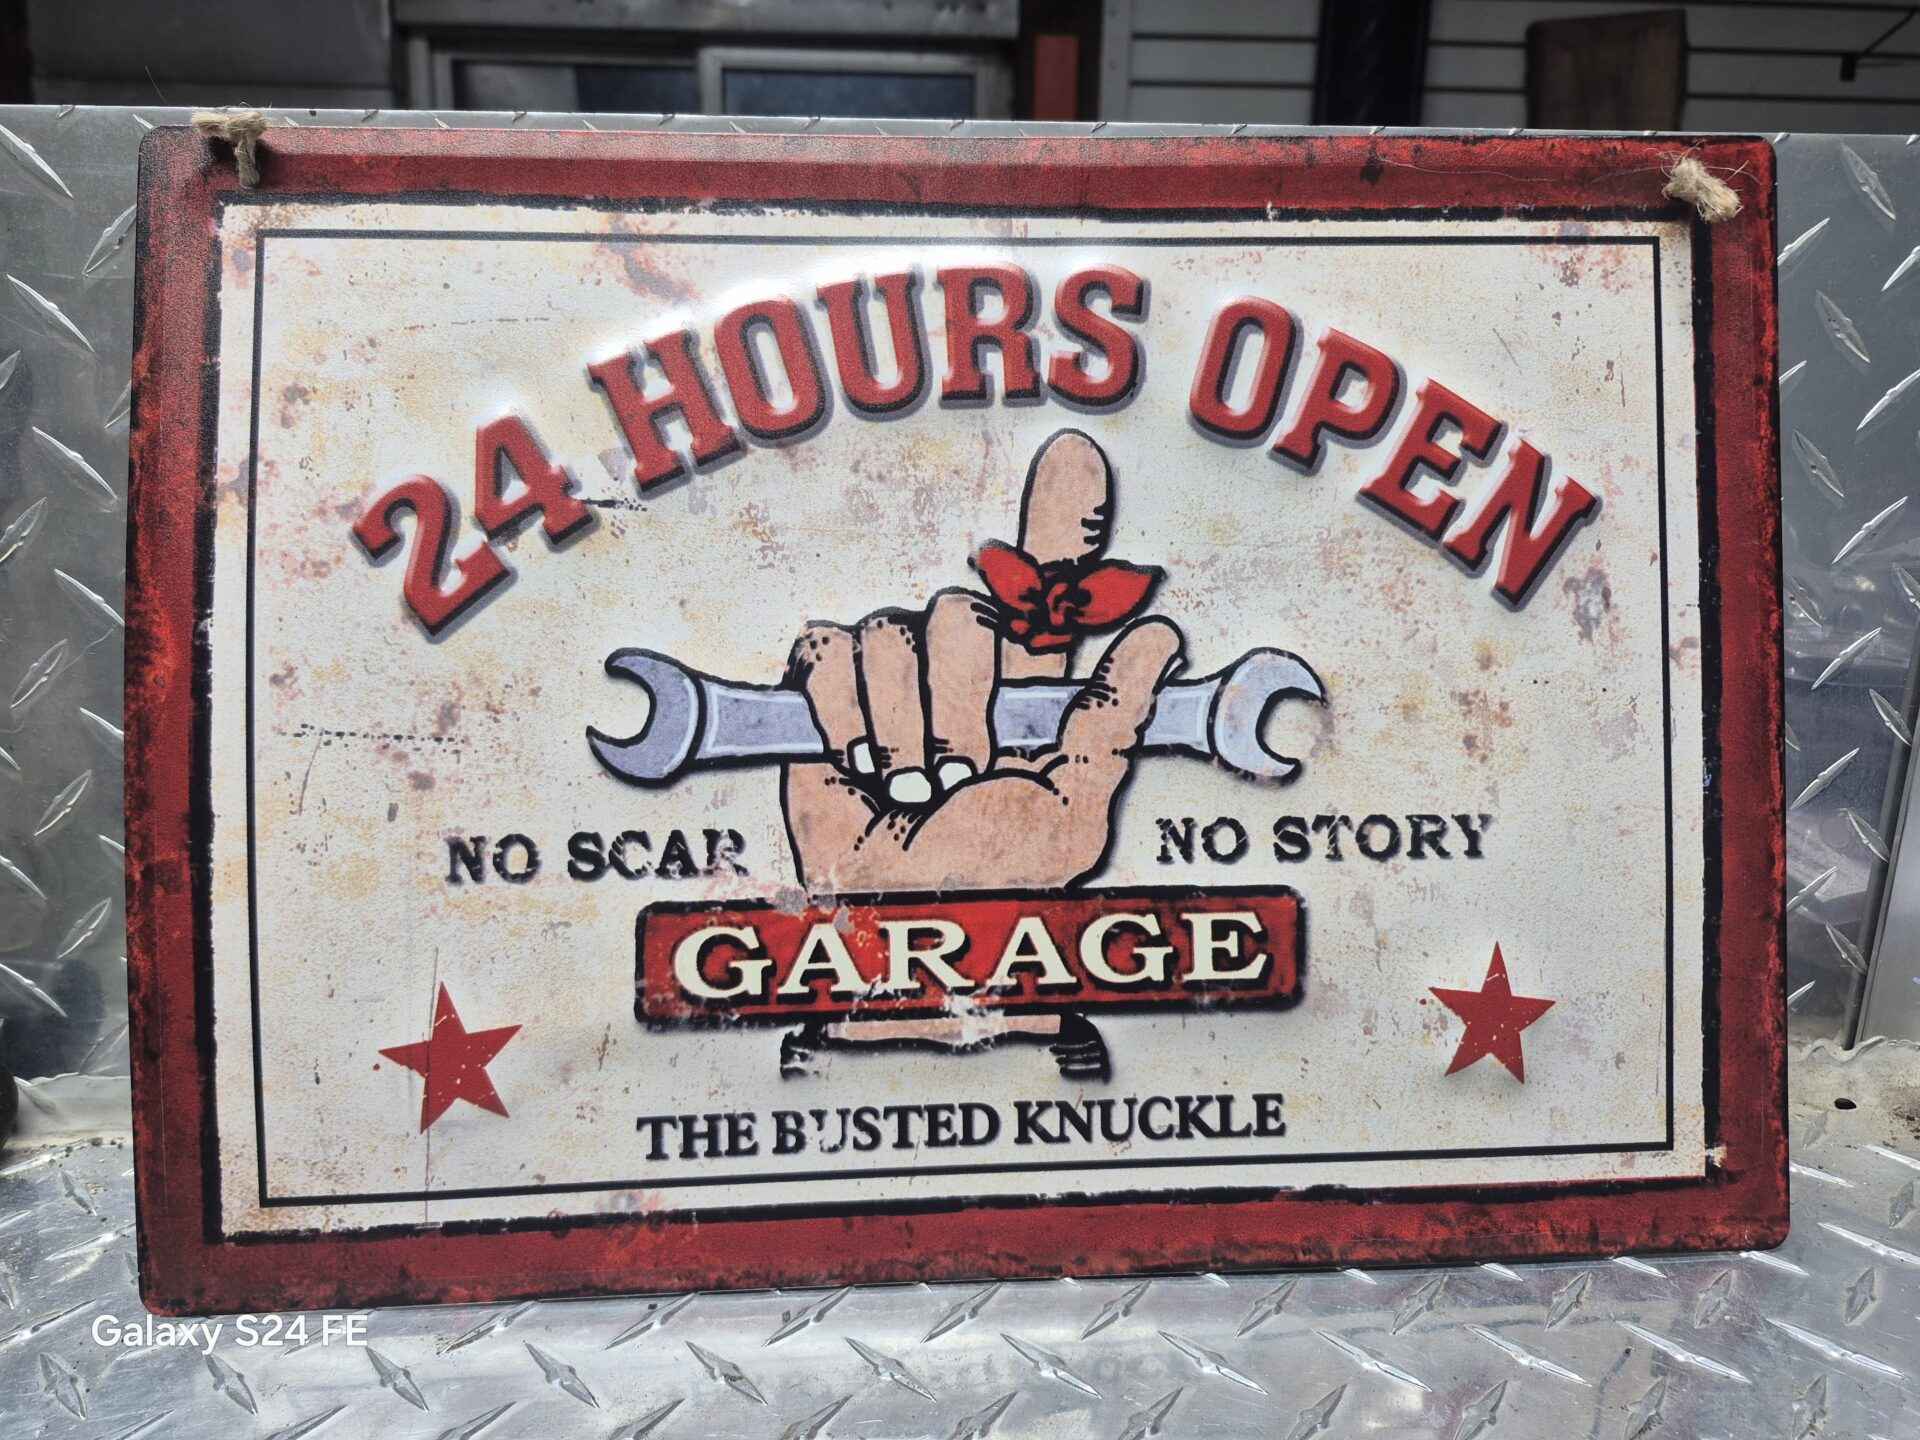 24 HOURS OPEN
NO SCAR NO STORY
GARAGE
THE BUSTED KNUCKLE
Galaxy S24 FE